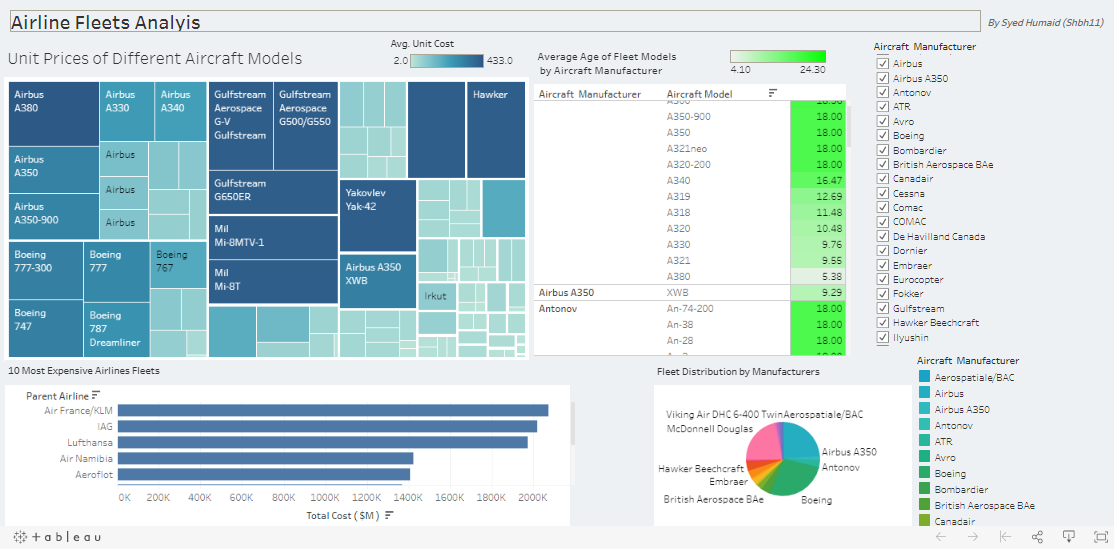 Airline Fleets Analyis
By Syed Humaid (Shbh11)
Unit Prices of Different Aircraft Models
Avg. Unit Cost
2.0
433.0
Airbus
A380
Airbus
A330
Airbus
A340
Airbus
A350
Airbus
A350-900
Airbus
Airbus
Airbus
Boeing
777-300
Boeing
777
Boeing
767
Boeing
747
Boeing
787
Dreamliner
Gulfstream
Aerospace
G-V
Gulfstream
Gulfstream
Aerospace
G500/G550
Gulfstream
G650ER
Mil
Mi-8MTV-1
Mil
Mi-8T
Hawker
Yakovlev
Yak-42
Airbus A350
XWB
Irkut
Average Age of Fleet Models
by Aircraft Manufacturer
4.10
24.30
Aircraft Manufacturer Aircraft Model
A350-900 18.00
A350 18.00
A321neo 18.00
A320-200 18.00
A340 16.47
A319 12.69
A318 11.48
A320 10.48
A330 9.76
A321 9.55
A380 5.38
Airbus A350 XWB 9.29
Antonov An-74-200 18.00
An-38 18.00
An-28 18.00
Aircraft Manufacturer
Airbus
Airbus A350
Antonov
ATR
Avro
Boeing
Bombardier
British Aerospace BAe
Canadair
Cessna
Comac
COMAC
De Havilland Canada
Dornier
Embraer
Eurocopter
Fokker
Gulfstream
Hawker Beechcraft
Ilyushin
10 Most Expensive Airlines Fleets
Parent Airline
Air France/KLM
IAG
Lufthansa
Air Namibia
Aeroflot
0K 200K 400K 600K 800K 1000K 1200K 1400K 1600K 1800K 2000K
Total Cost ($M)
Fleet Distribution by Manufacturers
Viking Air DHC 6-400 Twin
Aerospatiale/BAC
McDonnell Douglas
Airbus A350
Hawker Beechcraft
Antonov
Embraer
British Aerospace BAe
Boeing
Aircraft Manufacturer
Aerospatiale/BAC
Airbus
Airbus A350
Antonov
ATR
Avro
Boeing
Bombardier
British Aerospace BAe
Canadair
+ableau